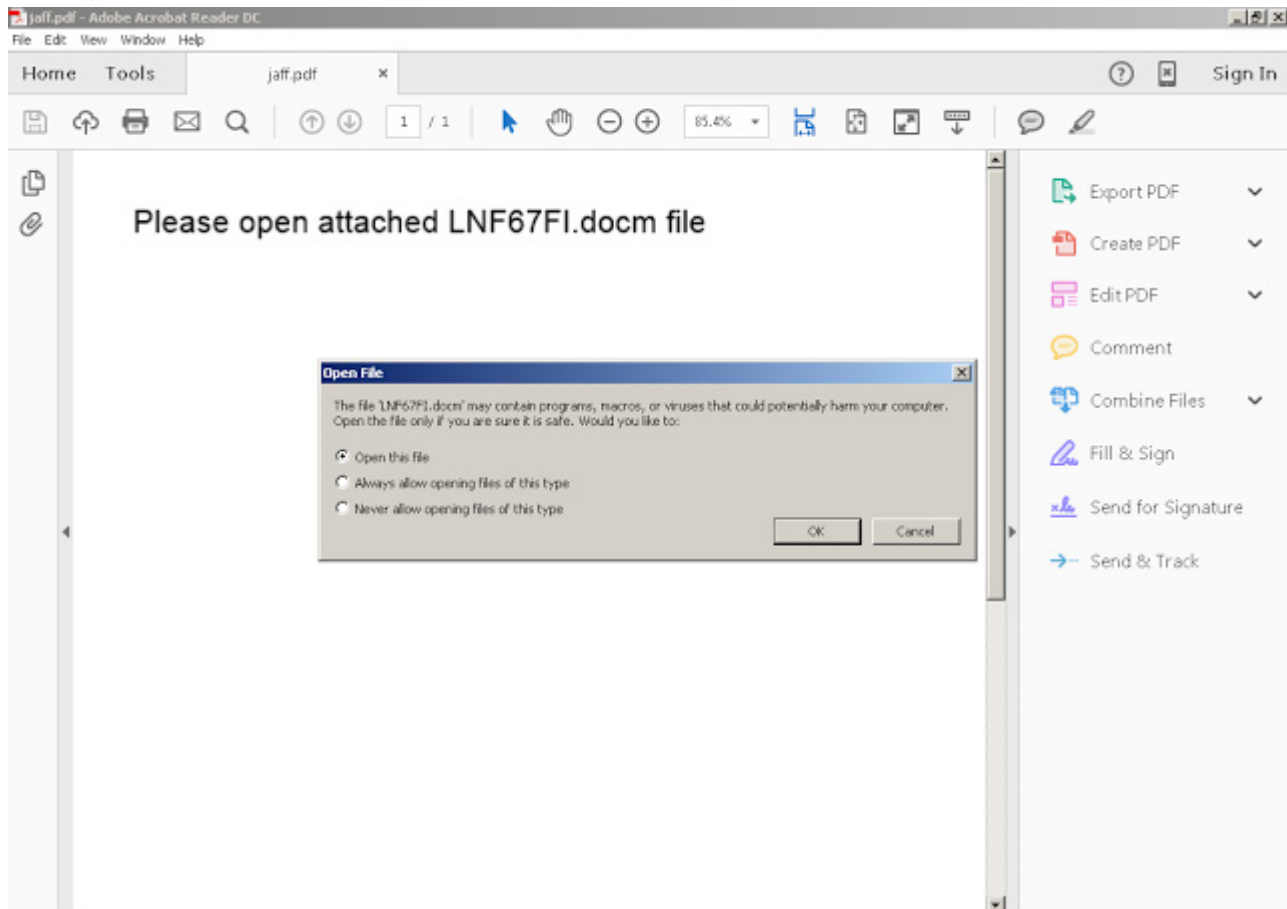 jaff.pdf - Adobe Acrobat Reader DC
File Edit View Window Help
Home Tools jaff.pdf × Sign In
1 / 1 85.4%
Please open attached LNF67FI.docm file
Open File
The file 'LNF67FI.docm' may contain programs, macros, or viruses that could potentially harm your computer.
Open the file only if you are sure it is safe. Would you like to:
Open this file
Always allow opening files of this type
Never allow opening files of this type
OK Cancel
Export PDF
Create PDF
Edit PDF
Comment
Combine Files
Fill & Sign
Send for Signature
Send & Track